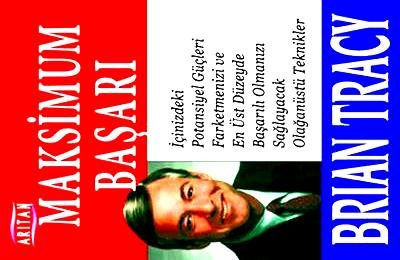 ARITAN
MAKSİMUM
BAŞARI
İçinizdeki
Potansiyel Güçleri
Farketmenizi ve
En Üst Düzeyde
Başarılı Olmanızı
Sağlayacak
Olağanüstü Teknikler
BRIAN TRACY